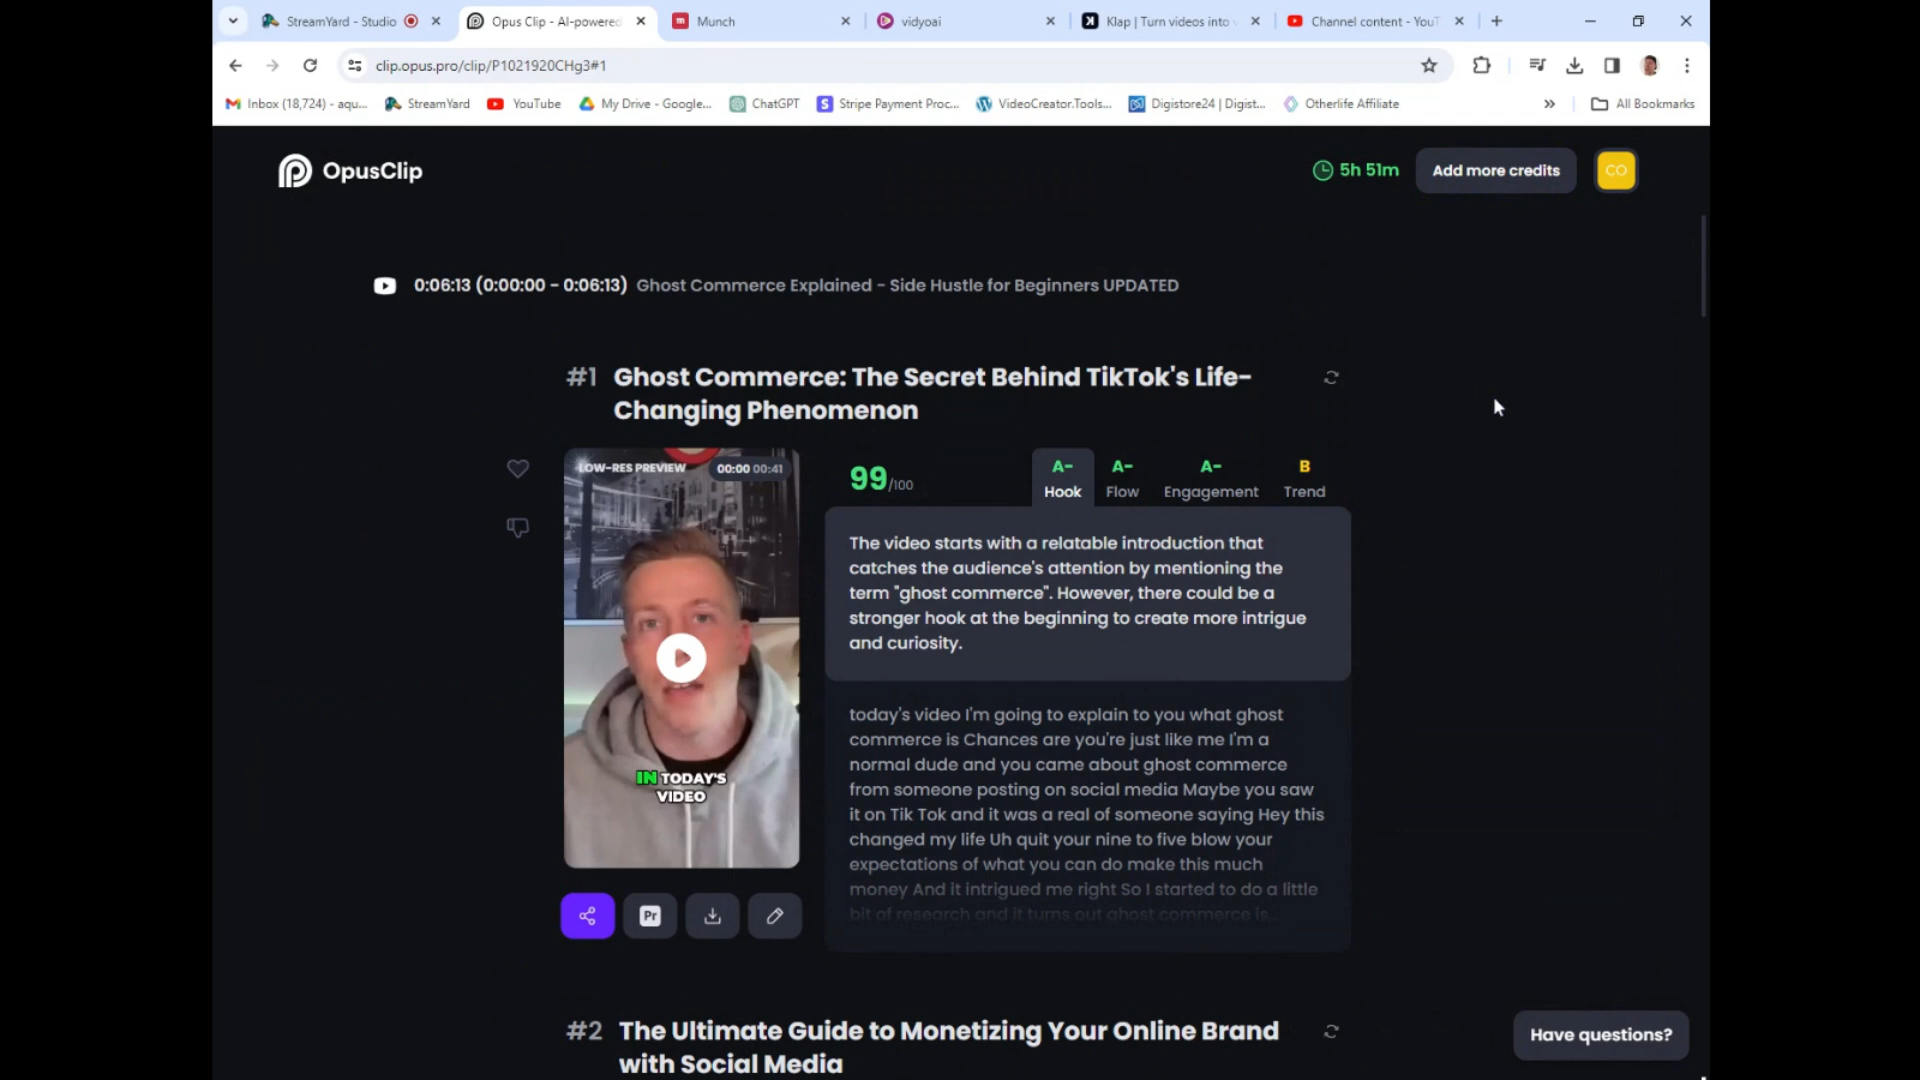 StreamYard - Studio
Opus Clip - AI-powered
Munch
vidyoai
Klap | Turn videos into
Channel content - YouT
clip.opus.pro/clip/P1021920CHg3#1
Inbox (18,724) - aqu...
StreamYard
YouTube
My Drive - Google...
ChatGPT
Stripe Payment Proc...
VideoCreator.Tools...
Digistore24 | Digist...
Otherlife Affiliate
»
All Bookmarks
OpusClip
5h 51m
Add more credits
CO
0:06:13 (0:00:00 - 0:06:13) Ghost Commerce Explained - Side Hustle for Beginners UPDATED
#1 Ghost Commerce: The Secret Behind TikTok's Life-
Changing Phenomenon
LOW-RES PREVIEW
00:00 00:41
99/100
A-
Hook
A-
Flow
A-
Engagement
B
Trend
The video starts with a relatable introduction that
catches the audience's attention by mentioning the
term "ghost commerce". However, there could be a
stronger hook at the beginning to create more intrigue
and curiosity.
IN TODAY'S
VIDEO
today's video I'm going to explain to you what ghost
commerce is Chances are you're just like me I'm a
normal dude and you came about ghost commerce
from someone posting on social media Maybe you saw
it on Tik Tok and it was a real of someone saying Hey this
changed my life Uh quit your nine to five blow your
expectations of what you can do make this much
money And it intrigued me right So I started to do a little
bit of research and it turns out ghost commerce is...
Pr
#2 The Ultimate Guide to Monetizing Your Online Brand
with Social Media
Have questions?